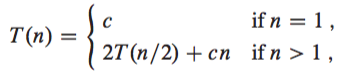 T(n) = { c if n = 1 ,
2T(n/2) + cn if n > 1 ,